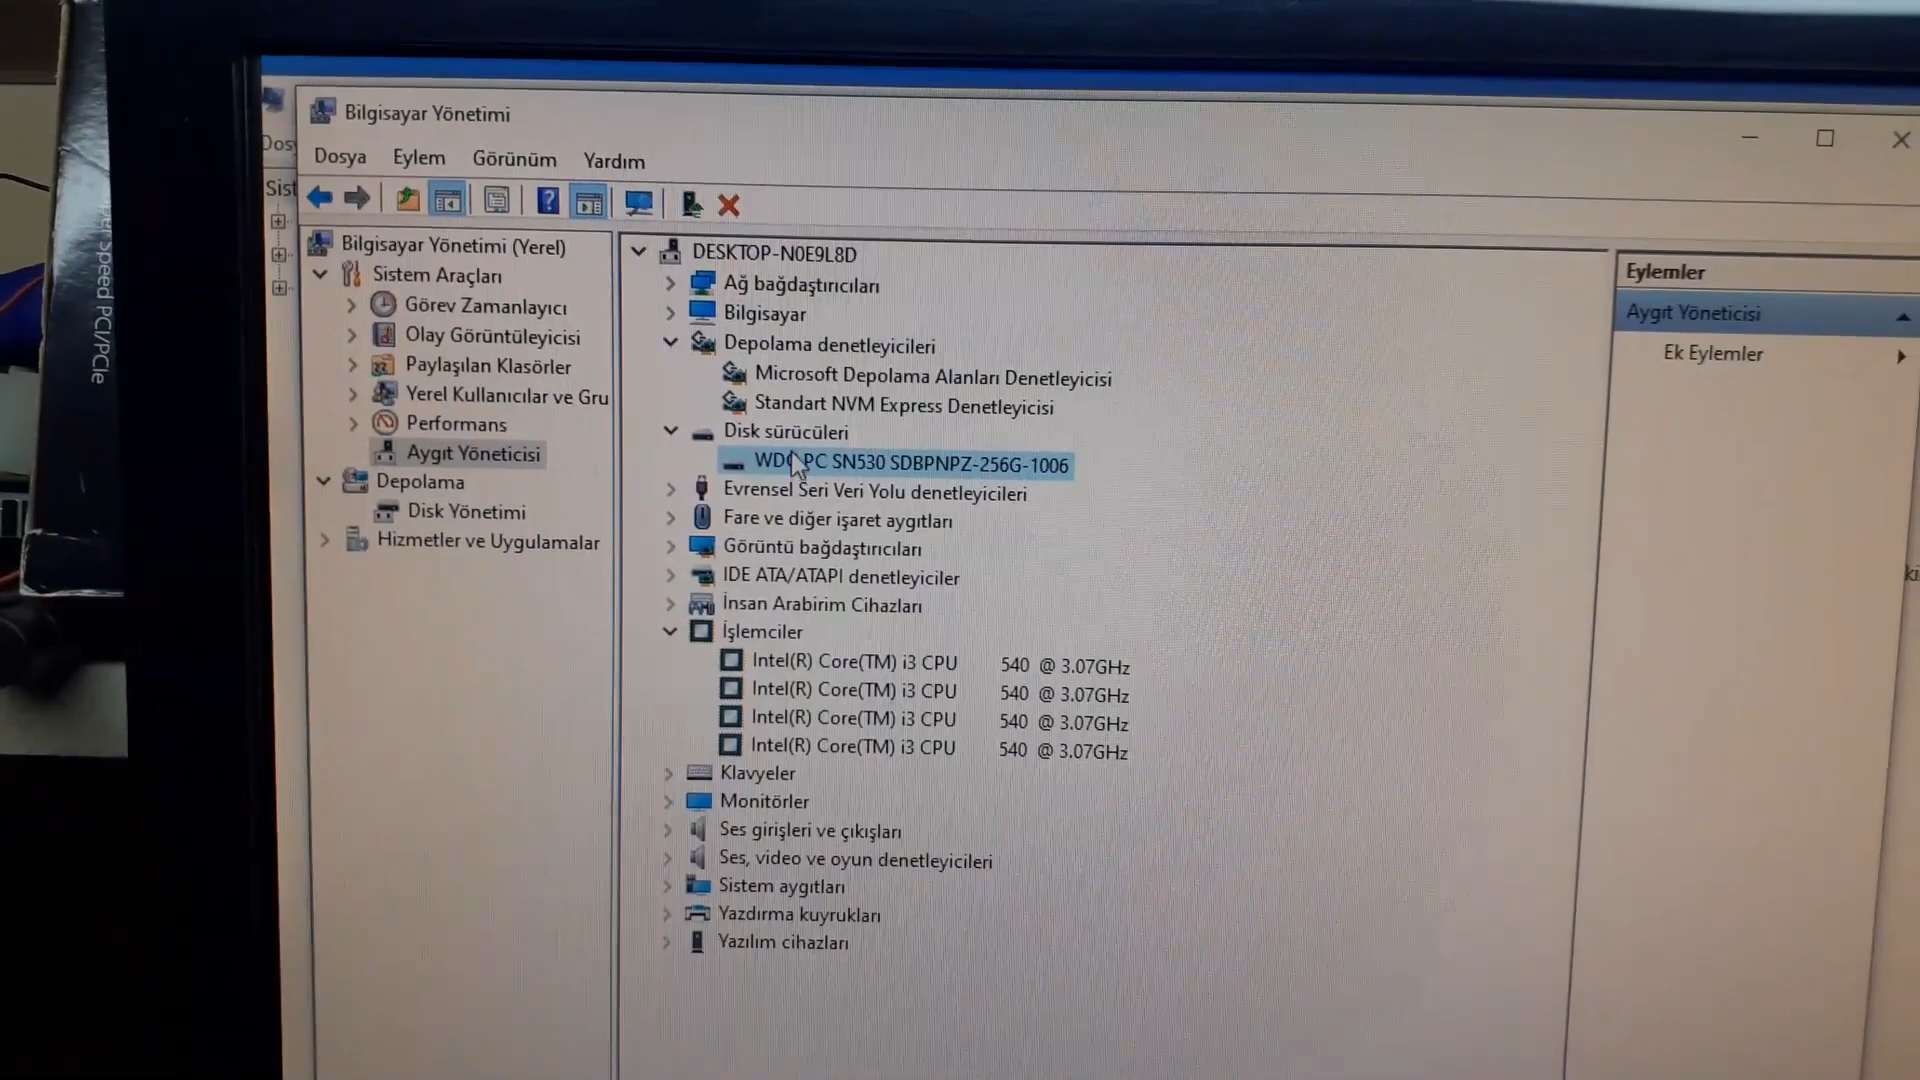 Bilgisayar Yönetimi
Dosya Eylem Görünüm Yardım
Dosy
Sist
Speed PCI/PCIe
Bilgisayar Yönetimi (Yerel)
Sistem Araçları
Görev Zamanlayıcı
Olay Görüntüleyicisi
Paylaşılan Klasörler
Yerel Kullanıcılar ve Gru
Performans
Aygıt Yöneticisi
Depolama
Disk Yönetimi
Hizmetler ve Uygulamalar
DESKTOP-N0E9L8D
Ağ bağdaştırıcıları
Bilgisayar
Depolama denetleyicileri
Microsoft Depolama Alanları Denetleyicisi
Standart NVM Express Denetleyicisi
Disk sürücüleri
WDC PC SN530 SDBPNPZ-256G-1006
Evrensel Seri Veri Yolu denetleyicileri
Fare ve diğer işaret aygıtları
Görüntü bağdaştırıcıları
IDE ATA/ATAPI denetleyiciler
İnsan Arabirim Cihazları
İşlemciler
Intel(R) Core(TM) i3 CPU 540 @ 3.07GHz
Intel(R) Core(TM) i3 CPU 540 @ 3.07GHz
Intel(R) Core(TM) i3 CPU 540 @ 3.07GHz
Intel(R) Core(TM) i3 CPU 540 @ 3.07GHz
Klavyeler
Monitörler
Ses girişleri ve çıkışları
Ses, video ve oyun denetleyicileri
Sistem aygıtları
Yazdırma kuyrukları
Yazılım cihazları
Eylemler
Aygıt Yöneticisi
Ek Eylemler